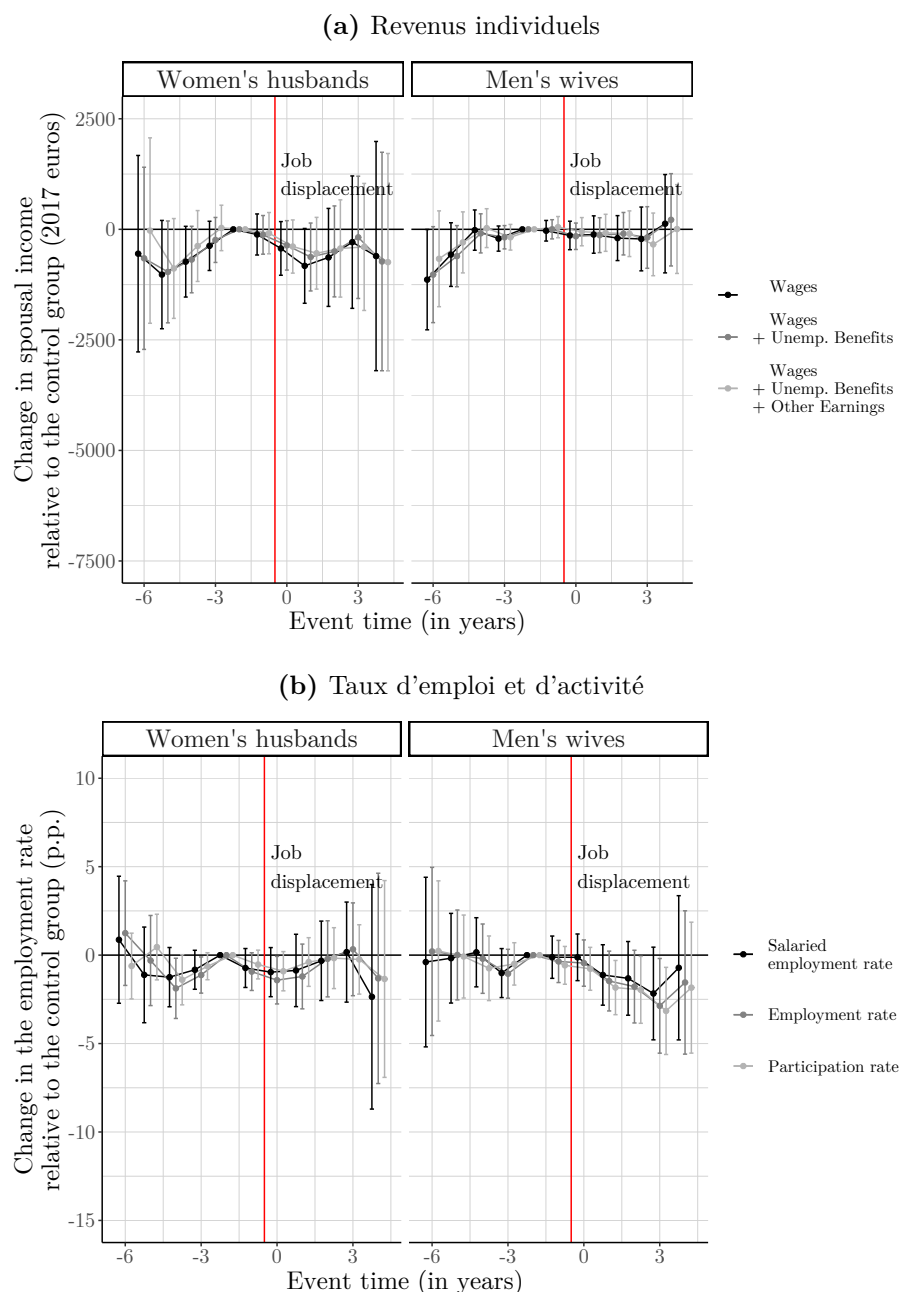 (a) Revenus individuels
Women's husbands
Men's wives
Change in spousal income
relative to the control group (2017 euros)
2500
0
-2500
-5000
-7500
Job
displacement
Job
displacement
-6
-3
0
3
-6
-3
0
3
Event time (in years)
Wages
Wages
+ Unemp. Benefits
Wages
+ Unemp. Benefits
+ Other Earnings
(b) Taux d'emploi et d'activité
Women's husbands
Men's wives
Change in the employment rate
relative to the control group (p.p.)
10
5
0
-5
-10
-15
Job
displacement
Job
displacement
-6
-3
0
3
-6
-3
0
3
Event time (in years)
Salaried
employment rate
Employment rate
Participation rate